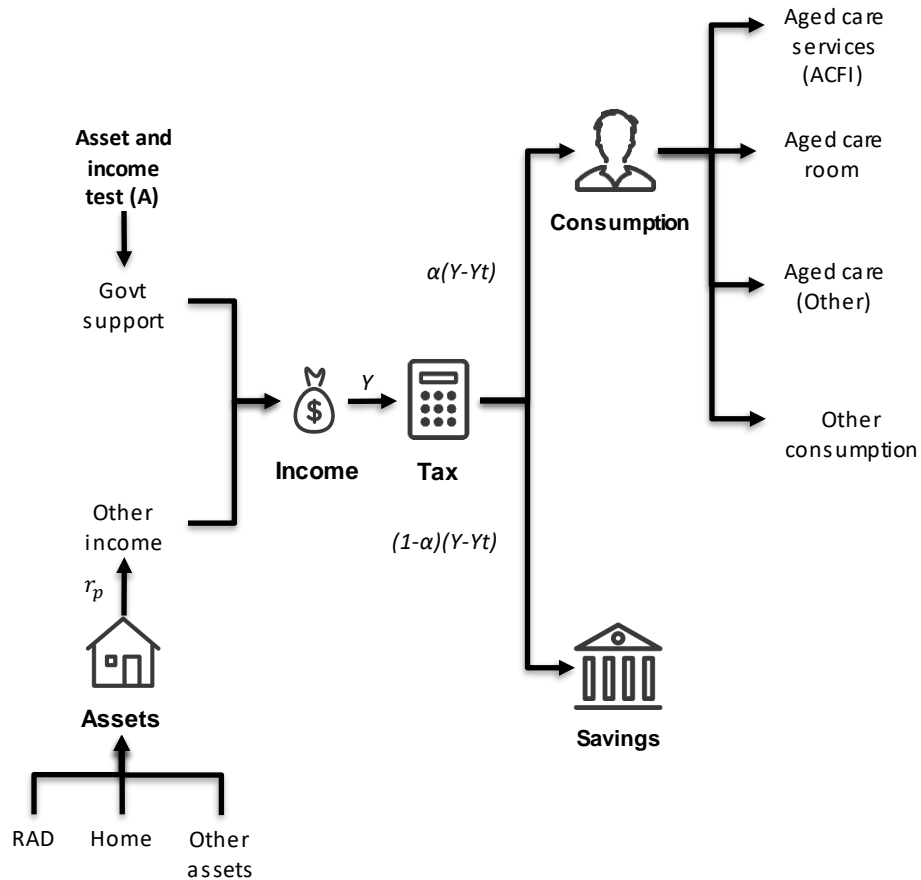 Aged care
services
(ACFI)
Asset and
income
test (A)
Aged care
room
Consumption
α(Y-Yt)
Govt
support
Aged care
(Other)
$
Y
Income
Tax
Other
consumption
Other
income
(1-α)(Y-Yt)
rₚ
Assets
Savings
RAD
Home
Other
assets